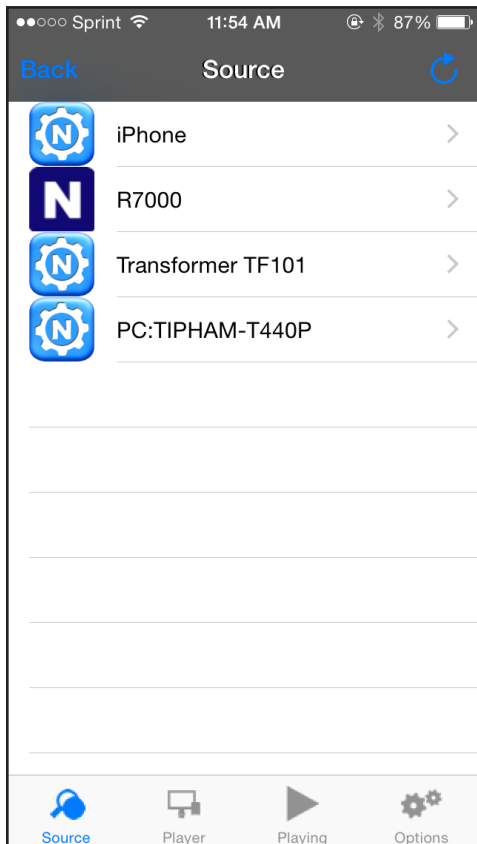 Sprint 11:54 AM 87%
Back Source
N iPhone
N R7000
N Transformer TF101
N PC:TIPHAM-T440P
Source Player Playing Options